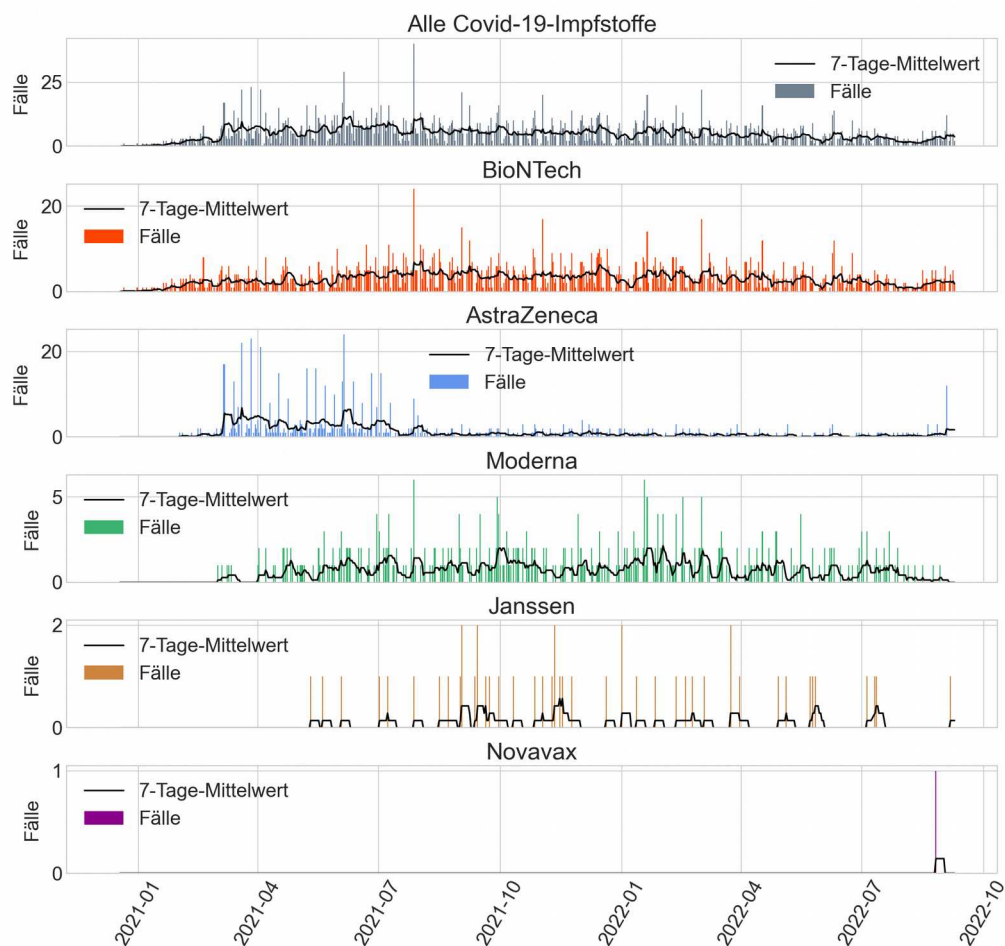 Alle Covid-19-Impfstoffe
Fälle
25
0
7-Tage-Mittelwert
Fälle
BioNTech
Fälle
20
0
7-Tage-Mittelwert
Fälle
AstraZeneca
Fälle
20
0
7-Tage-Mittelwert
Fälle
Moderna
Fälle
5
0
7-Tage-Mittelwert
Fälle
Janssen
Fälle
2
0
7-Tage-Mittelwert
Fälle
Novavax
Fälle
1
0
7-Tage-Mittelwert
Fälle
2021-01
2021-04
2021-07
2021-10
2022-01
2022-04
2022-07
2022-10